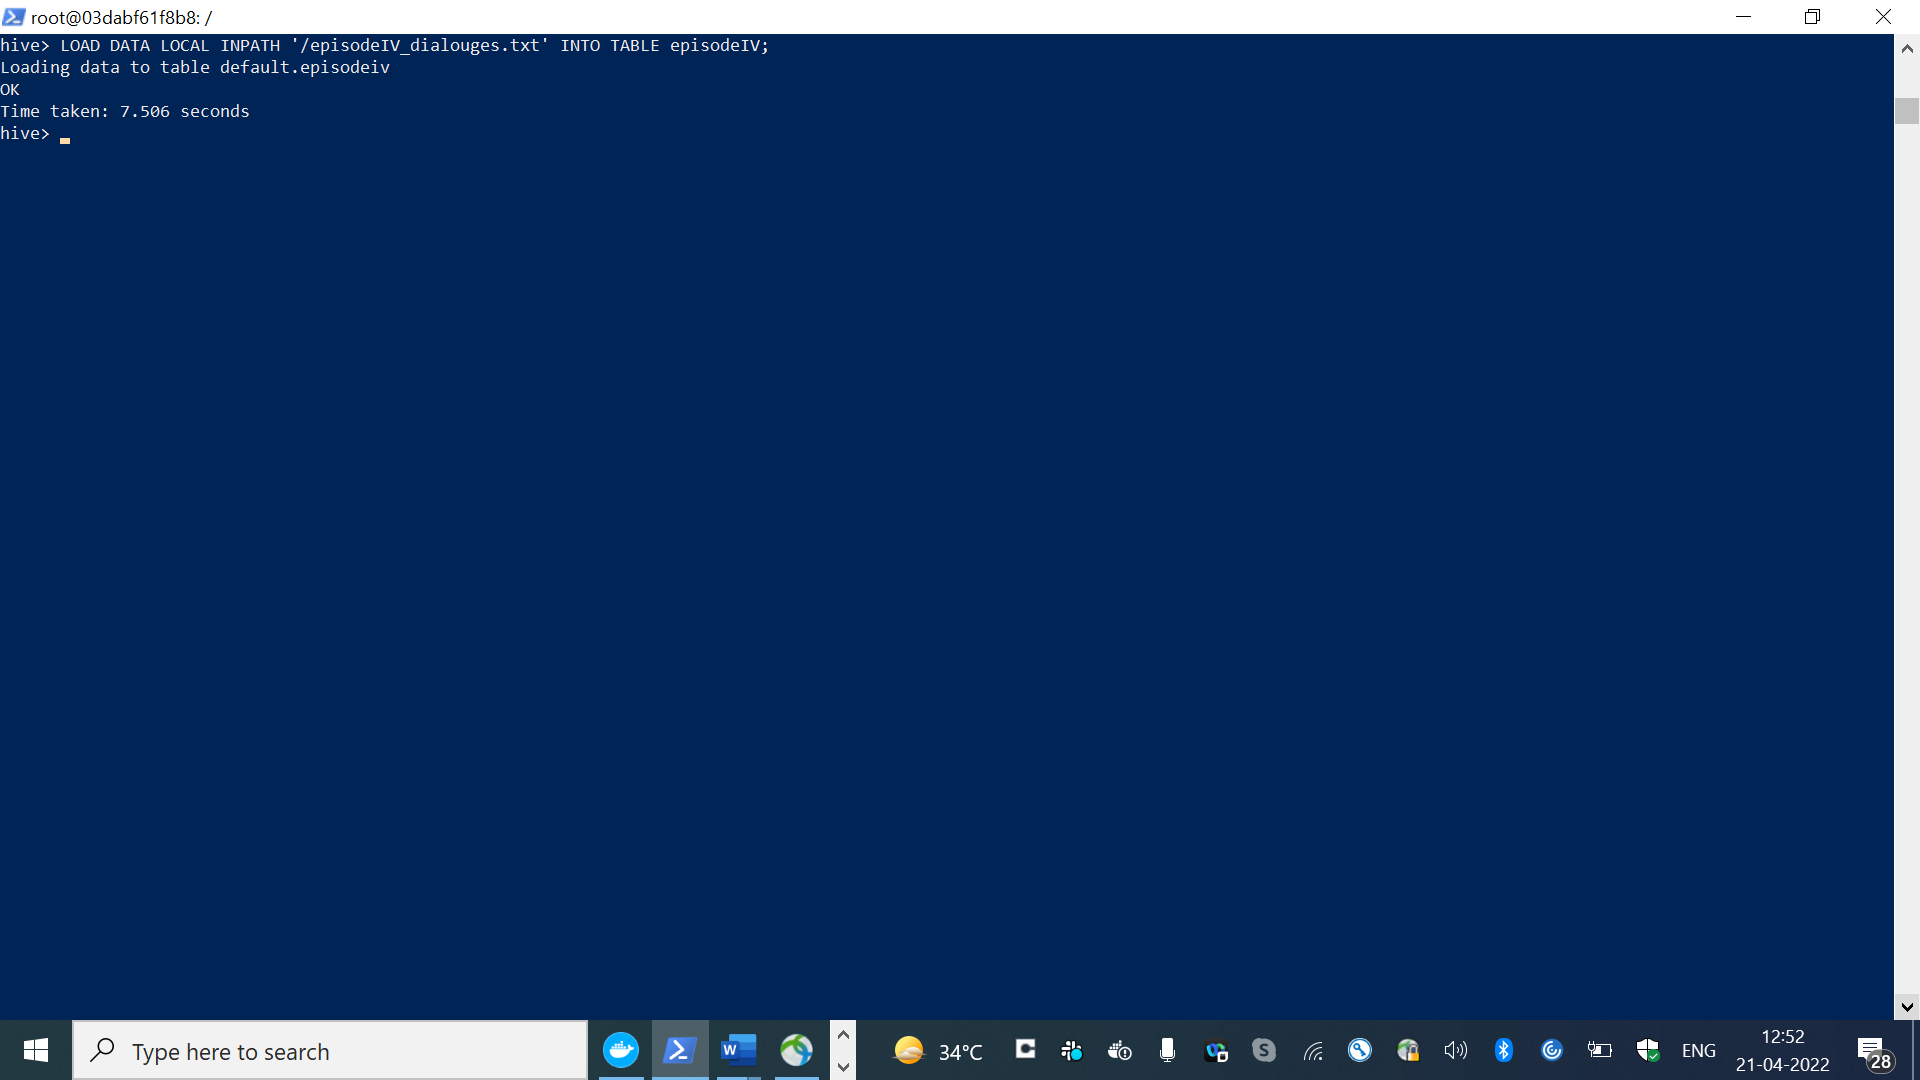 root@03dabf61f8b8: /
hive> LOAD DATA LOCAL INPATH '/episodeIV_dialouges.txt' INTO TABLE episodeIV;
Loading data to table default.episodeiv
OK
Time taken: 7.506 seconds
hive>
Type here to search
34°C
ENG
12:52
21-04-2022
28